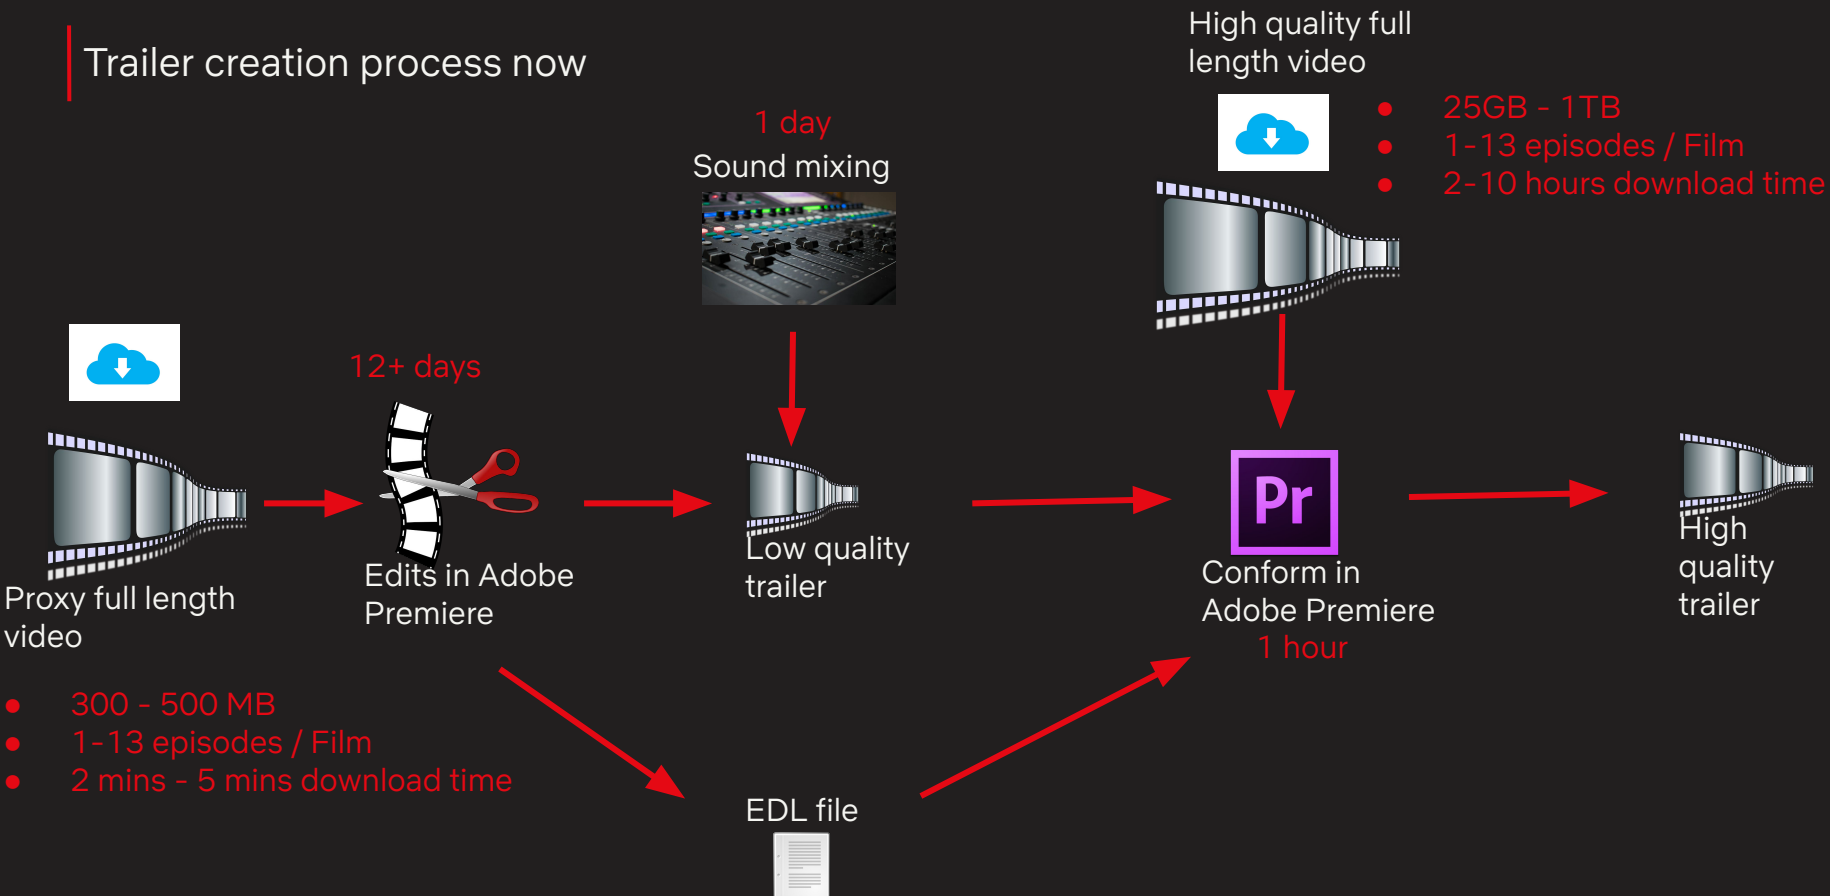 Trailer creation process now
High quality full
length video
25GB - 1TB
1-13 episodes / Film
2-10 hours download time
1 day
Sound mixing
12+ days
Edits in Adobe
Premiere
Proxy full length
video
300 - 500 MB
1-13 episodes / Film
2 mins - 5 mins download time
Low quality
trailer
Pr
Conform in
Adobe Premiere
1 hour
High
quality
trailer
EDL file